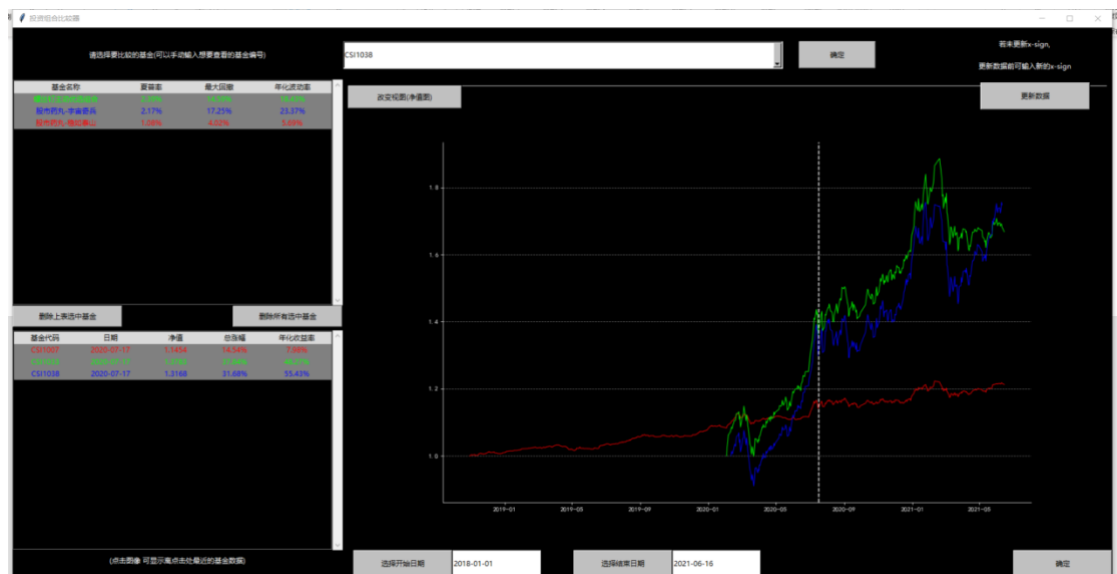 投资组合比较器
请选择要比较的基金(可以手动输入想要查看的基金编号)
CSI1038
确定
若未更新x-sign,
更新数据前可输入新的x-sign
更新数据
改变视图(净值图)
基金名称 夏普率 最大回撤 年化波动率
股市药丸-宇宙奇兵 2.17% 17.25% 23.37%
股市药丸-稳如泰山 1.08% 4.02% 5.66%
删除上表选中基金
删除所有选中基金
基金代码 日期 净值 总涨幅 年化收益率
CSI1007 2020-07-17 1.1454 14.54% 7.98%
CSI1038 2020-07-17 1.3168 31.68% 55.43%
1.8
1.6
1.4
1.2
1.0
2019-01 2019-05 2019-09 2020-01 2020-05 2020-09 2021-01 2021-05
(点击图像 可显示离点击处最近的基金数据)
选择开始日期
2018-01-01
选择结束日期
2021-06-16
确定